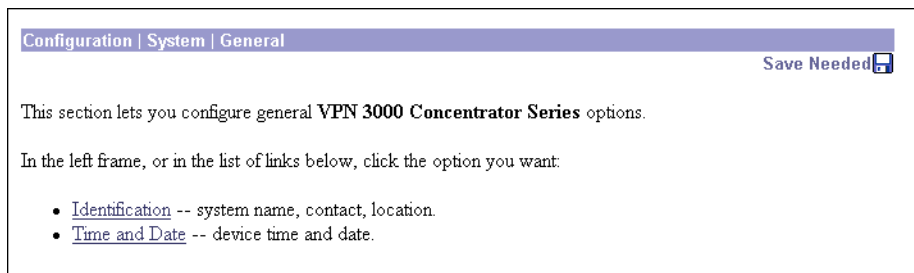 Configuration | System | General
Save Needed
This section lets you configure general VPN 3000 Concentrator Series options.
In the left frame, or in the list of links below, click the option you want:
• Identification -- system name, contact, location.
• Time and Date -- device time and date.